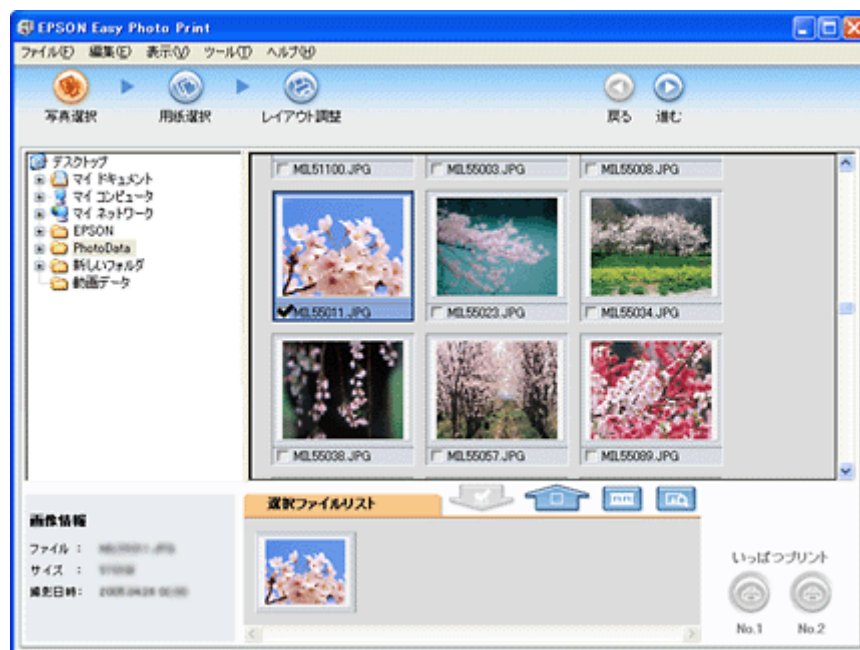 EPSON Easy Photo Print
ファイル(F) 編集(E) 表示(V) ツール(T) ヘルプ(H)
写真選択 用紙選択 レイアウト調整 戻る 進む
デスクトップ
マイ ドキュメント
マイ コンピュータ
マイ ネットワーク
EPSON
PhotoData
新しいフォルダ
動画データ
MIL51100.JPG MIL55003.JPG MIL55008.JPG
MIL55011.JPG MIL55023.JPG MIL55034.JPG
MIL55038.JPG MIL55057.JPG MIL55089.JPG
選択ファイルリスト
画像情報
ファイル :
サイズ :
撮影日時:
いっぱつプリント
No.1 No.2